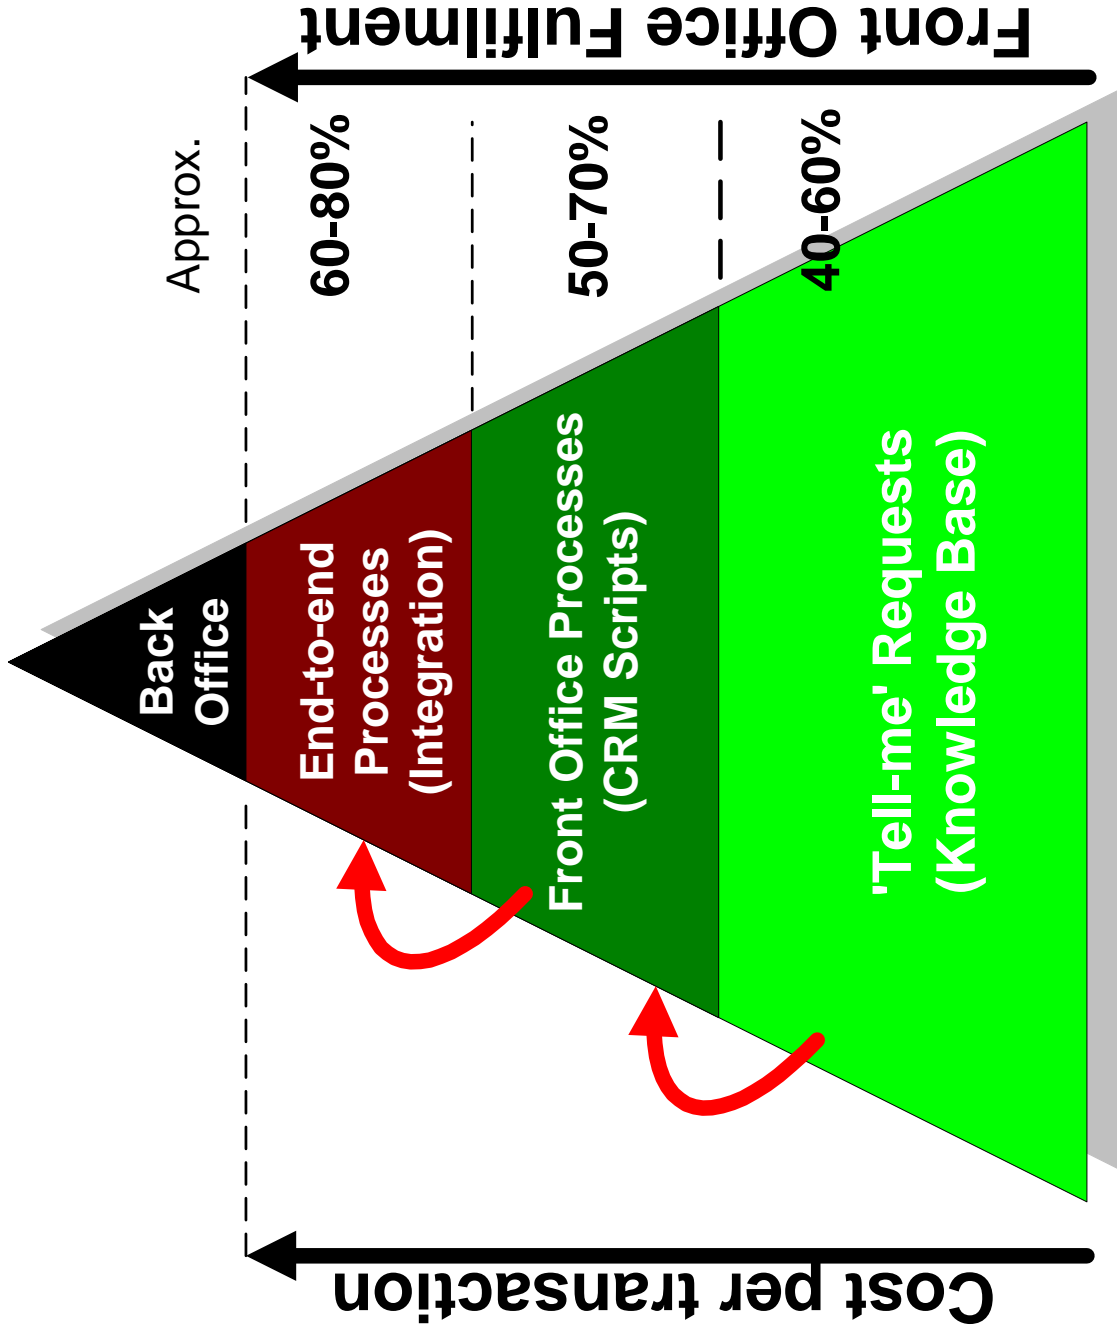 Front Office Fulfilment
Approx.
60-80%
50-70%
40-60%
Back
Office
End-to-end
Processes
(Integration)
Front Office Processes
(CRM Scripts)
'Tell-me' Requests
(Knowledge Base)
Cost per transaction